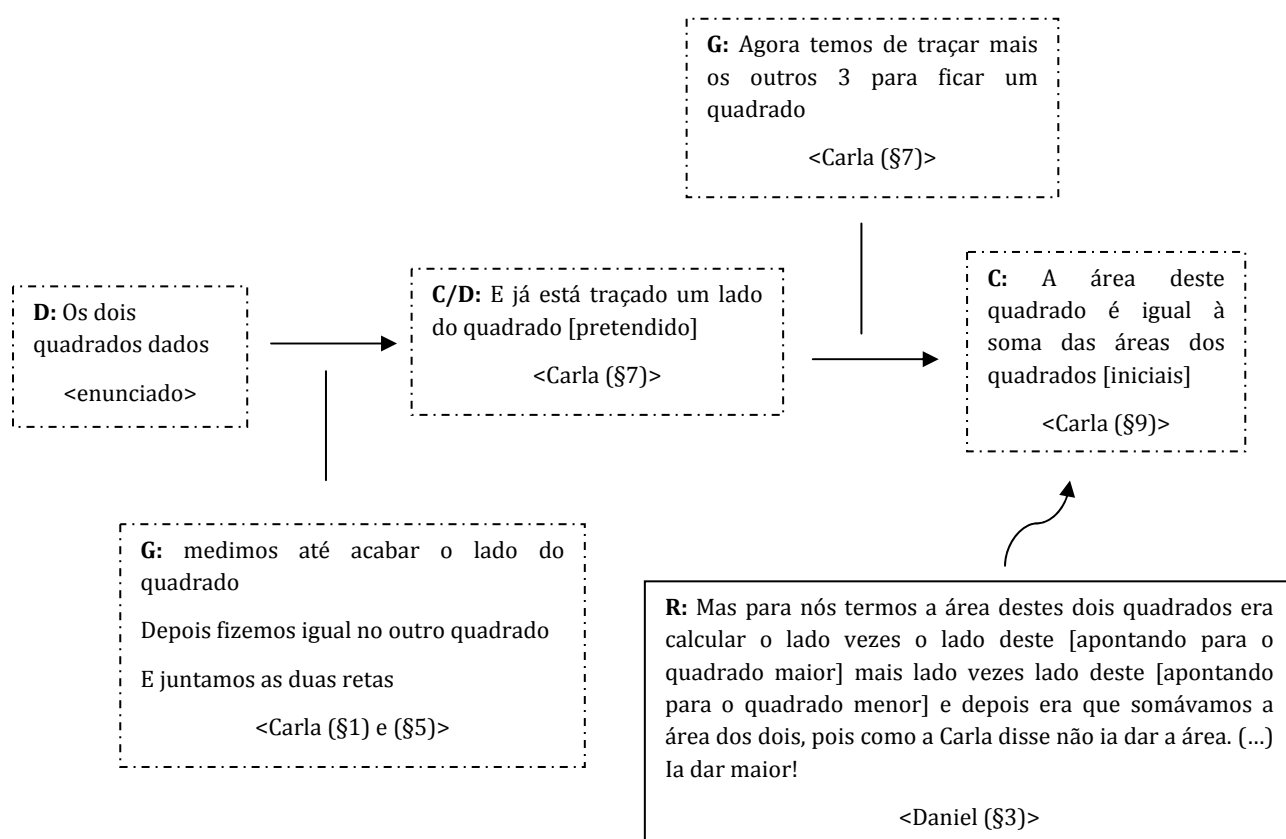 G: Agora temos de traçar mais
os outros 3 para ficar um
quadrado
<Carla (§7)>
D: Os dois
quadrados dados
<enunciado>
C/D: E já está traçado um lado
do quadrado [pretendido]
<Carla (§7)>
C: A área deste
quadrado é igual à
soma das áreas dos
quadrados [iniciais]
<Carla (§9)>
G: medimos até acabar o lado do
quadrado
Depois fizemos igual no outro quadrado
E juntamos as duas retas
<Carla (§1) e (§5)>
R: Mas para nós termos a área destes dois quadrados era
calcular o lado vezes o lado deste [apontando para o
quadrado maior] mais lado vezes lado deste [apontando
para o quadrado menor] e depois era que somávamos a
área dos dois, pois como a Carla disse não ia dar a área. (…)
Ia dar maior!
<Daniel (§3)>